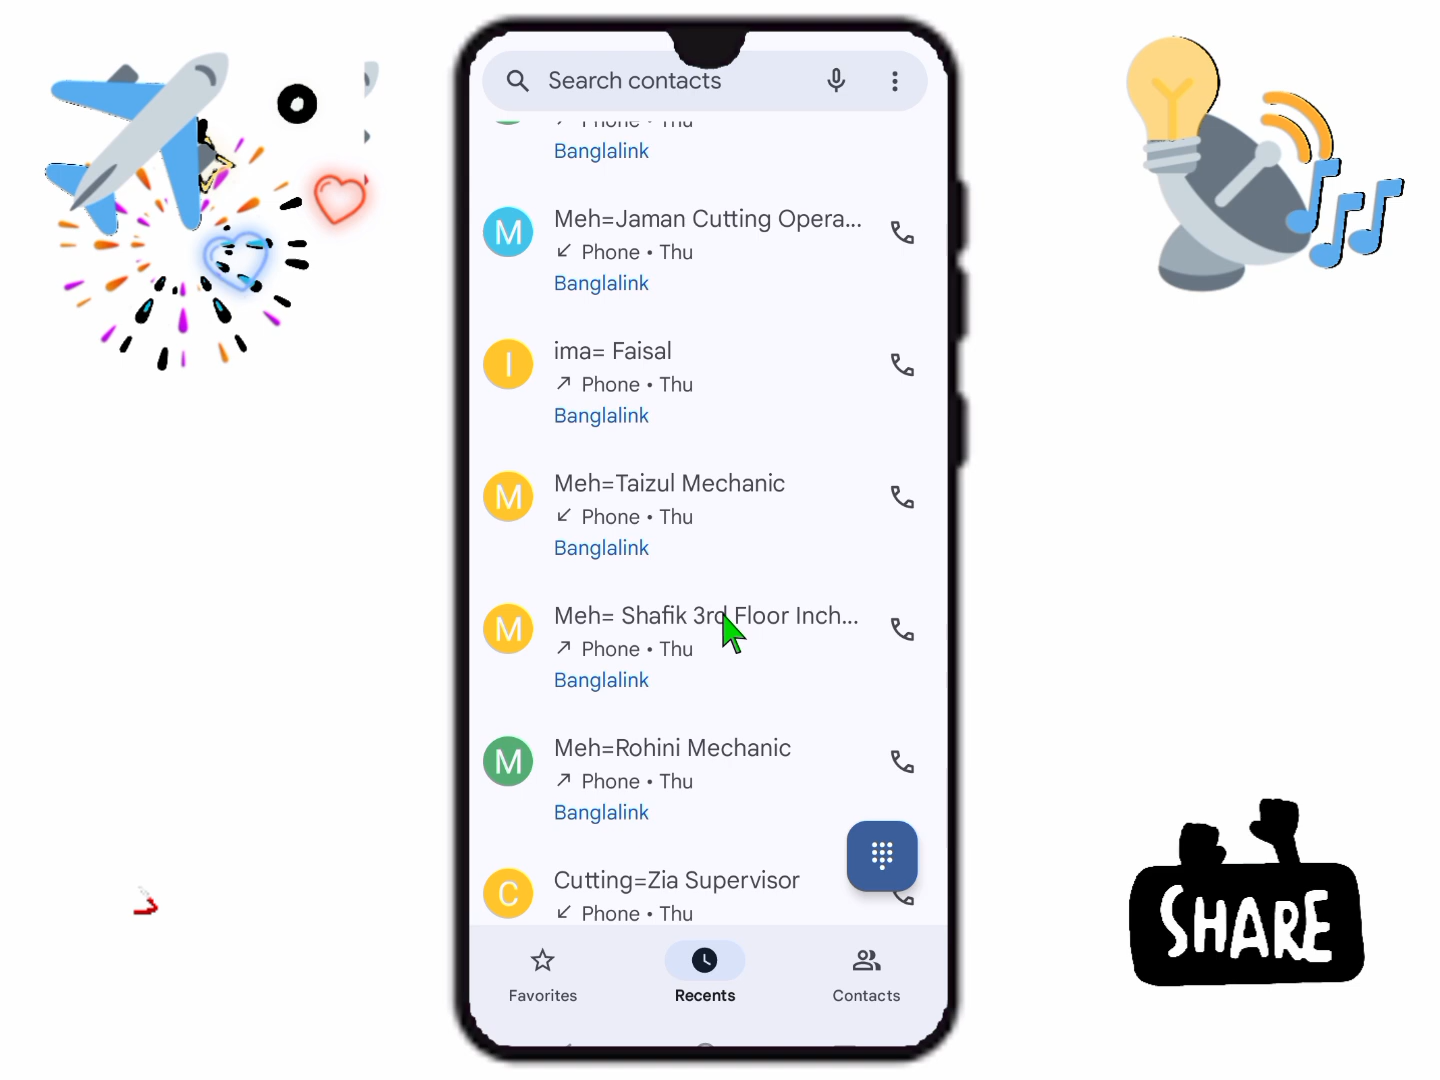 Search contacts
Phone • Thu
Banglalink
M
Meh=Jaman Cutting Opera...
Phone • Thu
Banglalink
I
ima= Faisal
Phone • Thu
Banglalink
M
Meh=Taizul Mechanic
Phone • Thu
Banglalink
M
Meh= Shafik 3rd Floor Inch...
Phone • Thu
Banglalink
M
Meh=Rohini Mechanic
Phone • Thu
Banglalink
C
Cutting=Zia Supervisor
Phone • Thu
Favorites
Recents
Contacts
SHARE